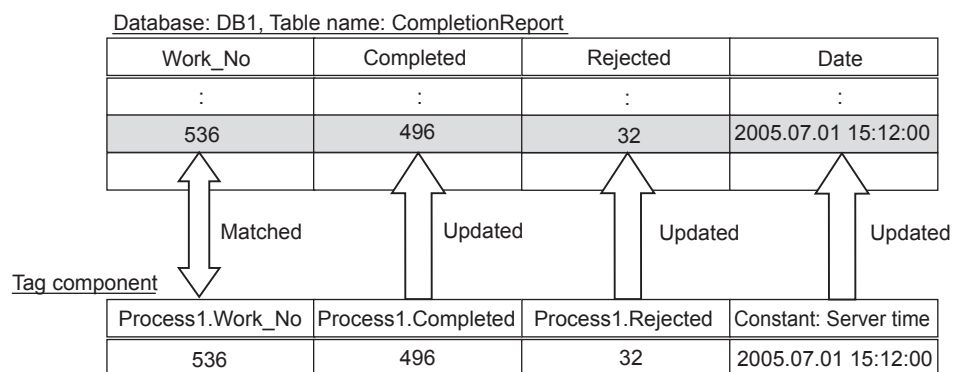 Database: DB1, Table name: CompletionReport
Work_No Completed Rejected Date
: : : :
536 496 32 2005.07.01 15:12:00
Matched Updated Updated Updated
Tag component
Process1.Work_No Process1.Completed Process1.Rejected Constant: Server time
536 496 32 2005.07.01 15:12:00